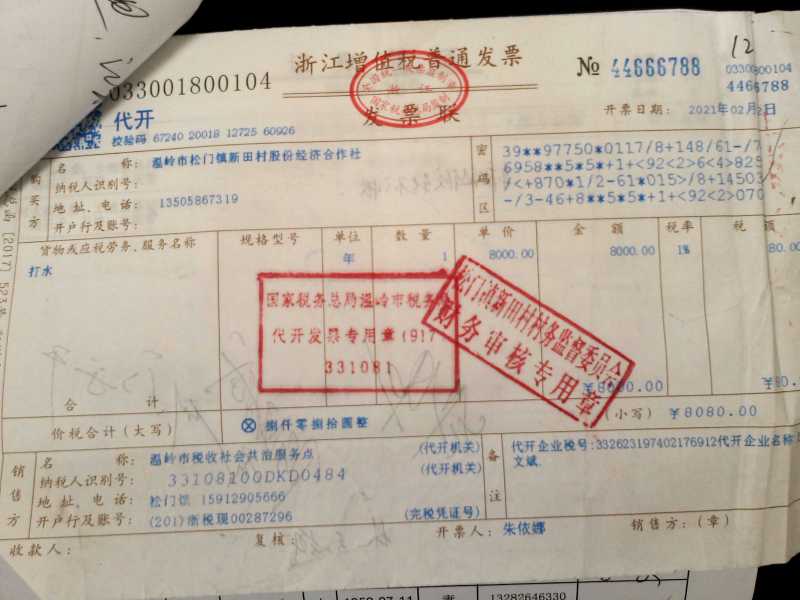 浙江增值税普通发票
033001800104
№ 44666788
12
033001800104
44666788
代开
发票联
开票日期: 2021年02月
校验码 67240 20018 12725 60926
购买方
名 称: 温岭市松门镇新田村股份经济合作社
纳税人识别号:
地址、电话: 13505867319
开户行及账号:
密码区
39**97750*0117/8+148/61-/7
6958**5*5*+1+<92<2>6<4>825
/<+870*1/2-61*015>/8+14503
-/3-46+8**5*5*+1+<92<2>070
货物或应税劳务、服务名称 规格型号 单位 数量 单价 金额 税率 税额
打水 年 1 8000.00 8000.00 1% 80.00
国家税务总局温岭市税务
代开发票专用章 (9)7
331081
松门镇新田村村务监督委员会
财务审核专用章
合 计 ¥8000.00 ¥80.
价税合计 (大写) 捌仟零捌拾圆整 (小写) ¥8080.00
销售方
名 称: 温岭市税收社会共治服务点 (代开机关)
纳税人识别号: 33108100DKD0484 (代开机关)
地址、电话: 松门镇 15912905666
开户行及账号: (201)浙税现00287296 (完税凭证号)
备注
代开企业税号:332623197402176912代开企业名称
文斌.
收款人: 复核: 开票人: 朱依娜 销售方: (章)
13282646330